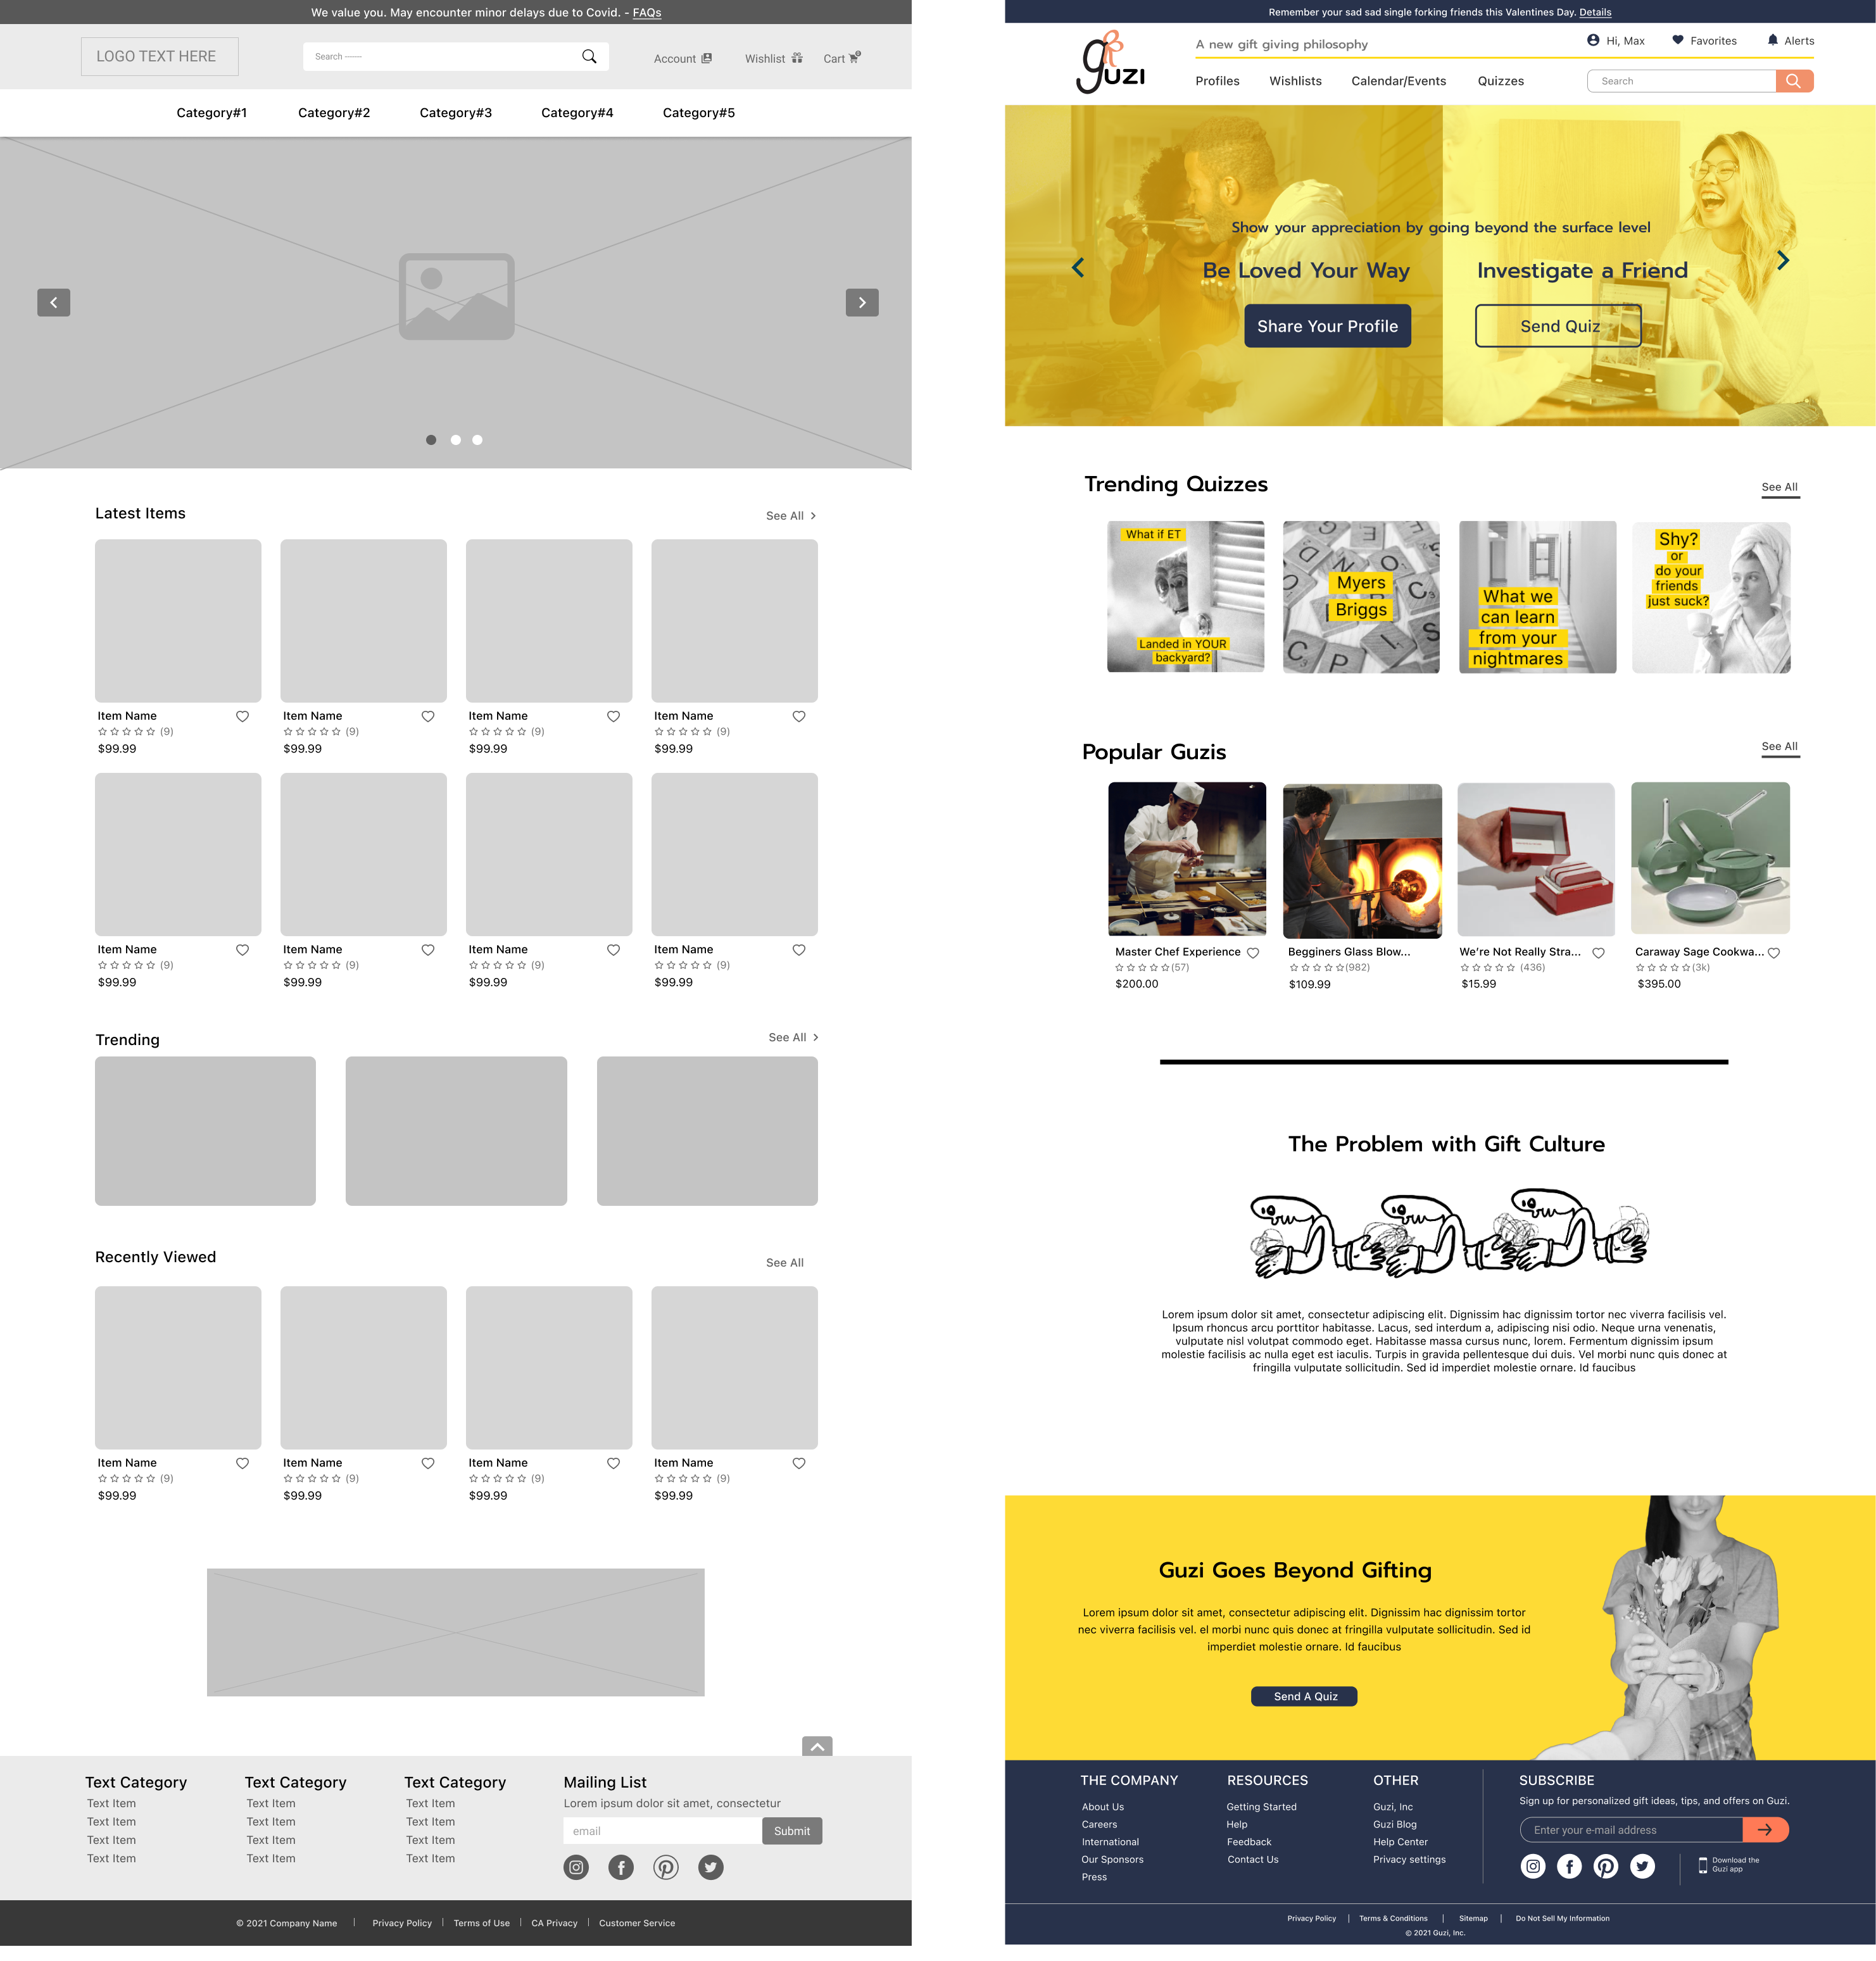 We value you. May encounter minor delays due to Covid. - FAQs
LOGO TEXT HERE
Search
Account
Wishlist
Cart
Category#1 Category#2 Category#3 Category#4 Category#5
Latest Items
See All
Item Name Item Name Item Name Item Name
(9) (9) (9) (9)
$99.99 $99.99 $99.99 $99.99
Item Name Item Name Item Name Item Name
(9) (9) (9) (9)
$99.99 $99.99 $99.99 $99.99
Trending
See All
Recently Viewed
See All
Item Name Item Name Item Name Item Name
(9) (9) (9) (9)
$99.99 $99.99 $99.99 $99.99
Text Category
Text Item
Text Item
Text Item
Text Item
Text Category
Text Item
Text Item
Text Item
Text Item
Text Category
Text Item
Text Item
Text Item
Text Item
Mailing List
Lorem ipsum dolor sit amet, consectetur
email
Submit
© 2021 Company Name | Privacy Policy | Terms of Use | CA Privacy | Customer Service
Remember your sad sad single forking friends this Valentines Day. Details
guzi
A new gift giving philosophy
Hi, Max
Favorites
Alerts
Profiles Wishlists Calendar/Events Quizzes
Search
Show your appreciation by going beyond the surface level
Be Loved Your Way
Investigate a Friend
Share Your Profile
Send Quiz
Trending Quizzes
See All
What if ET
Landed in YOUR
backyard?
Myers
Briggs
What we
can learn
from your
nightmares
Shy?
or
do your
friends
just suck?
Popular Guzis
See All
Master Chef Experience
(57)
$200.00
Begginers Glass Blow...
(982)
$109.99
We're Not Really Stra...
(436)
$15.99
Caraway Sage Cookwa...
(3k)
$395.00
The Problem with Gift Culture
Lorem ipsum dolor sit amet, consectetur adipiscing elit. Dignissim hac dignissim tortor nec viverra facilisis vel.
Ipsum rhoncus arcu porttitor habitasse. Lacus, sed interdum a, adipiscing nisi odio. Neque urna venenatis,
vulputate nisl volutpat commodo eget. Habitasse massa cursus nunc, lorem. Fermentum dignissim ipsum
molestie facilisis ac nulla eget est iaculis. Turpis in gravida pellentesque dui duis. Vel morbi nunc quis donec at
fringilla vulputate sollicitudin. Sed id imperdiet molestie ornare. Id faucibus
Guzi Goes Beyond Gifting
Lorem ipsum dolor sit amet, consectetur adipiscing elit. Dignissim hac dignissim tortor
nec viverra facilisis vel. el morbi nunc quis donec at fringilla vulputate sollicitudin. Sed id
imperdiet molestie ornare. Id faucibus
Send A Quiz
THE COMPANY
About Us
Careers
International
Our Sponsors
Press
RESOURCES
Getting Started
Help
Feedback
Contact Us
OTHER
Guzi, Inc
Guzi Blog
Help Center
Privacy settings
SUBSCRIBE
Sign up for personalized gift ideas, tips, and offers on Guzi.
Enter your e-mail address
Download the
Guzi app
Privacy Policy | Terms & Conditions | Sitemap | Do Not Sell My Information
© 2021 Guzi, Inc.